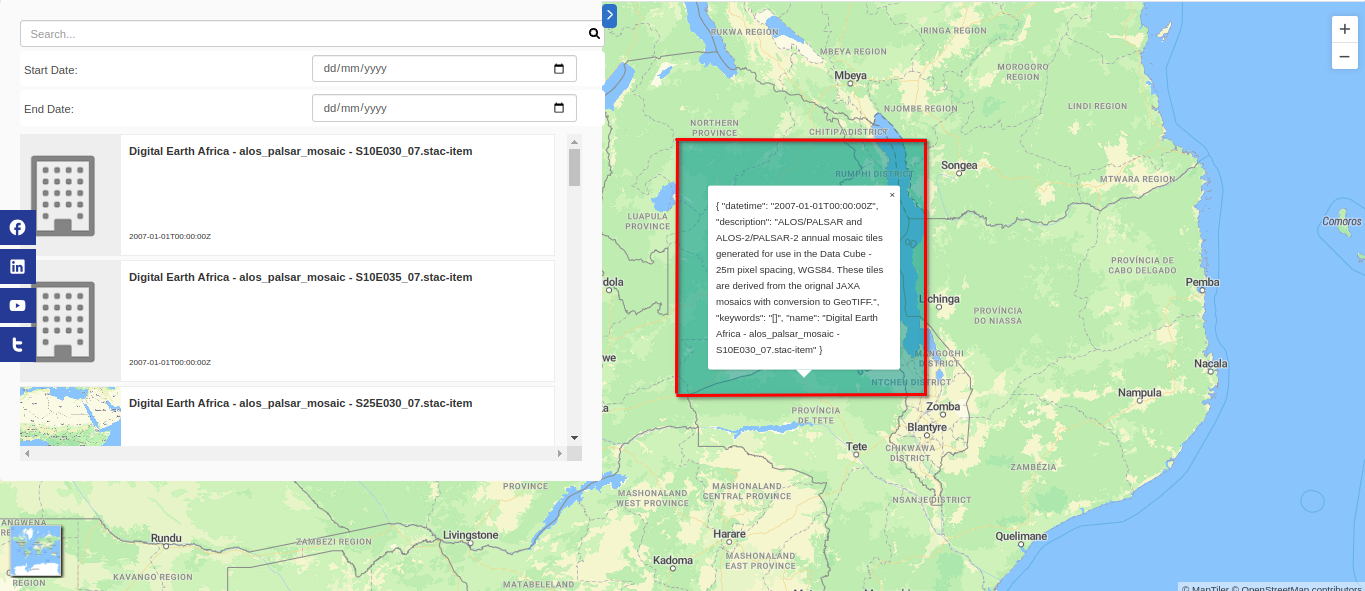 Search...
Start Date:
dd/mm/yyyy
End Date:
dd/mm/yyyy
Digital Earth Africa - alos_palsar_mosaic - S10E030_07.stac-item
2007-01-01T00:00:00Z
Digital Earth Africa - alos_palsar_mosaic - S10E035_07.stac-item
2007-01-01T00:00:00Z
Digital Earth Africa - alos_palsar_mosaic - S25E030_07.stac-item
+
−
RUKWA REGION
IRINGA REGION
MBEYA REGION
Mbeya
MOROGORO
REGION
LINDI REGION
NJOMBE REGION
NORTHERN
PROVINCE
CHITIPA DISTRICT
Songea
RUMPHI DISTRICT
MTWARA REGION
LUAPULA
PROVINCE
Comoros
×
{ "datetime": "2007-01-01T00:00:00Z",
"description": "ALOS/PALSAR and
ALOS-2/PALSAR-2 annual mosaic tiles
generated for use in the Data Cube -
25m pixel spacing, WGS84. These tiles
are derived from the orignal JAXA
mosaics with conversion to GeoTIFF.",
"keywords": "[]", "name": "Digital Earth
Africa - alos_palsar_mosaic -
S10E030_07.stac-item" }
PROVÍNCIA DE
CABO DELGADO
Pemba
dola
Lichinga
PROVÍNCIA
DO NIASSA
we
MANGOCHI
DISTRICT
Nacala
NTCHEU DISTRICT
Nampula
ta
PROVÍNCIA
DE TETE
Zomba
Blantyre
Tete
CHIKWAWA
DISTRICT
ZAMBÉZIA
PROVINCE
MASHONALAND
WEST PROVINCE
MASHONALAND
CENTRAL PROVINCE
NSANJE DISTRICT
ANGWENA
Rundu
ZAMBEZI REGION
Livingstone
Harare
Quelimane
Kadoma
MASHONALAND
EAST PROVINCE
REGION
KAVANGO REGION
MATABELELAND
© MapTiler © OpenStreetMap contributors